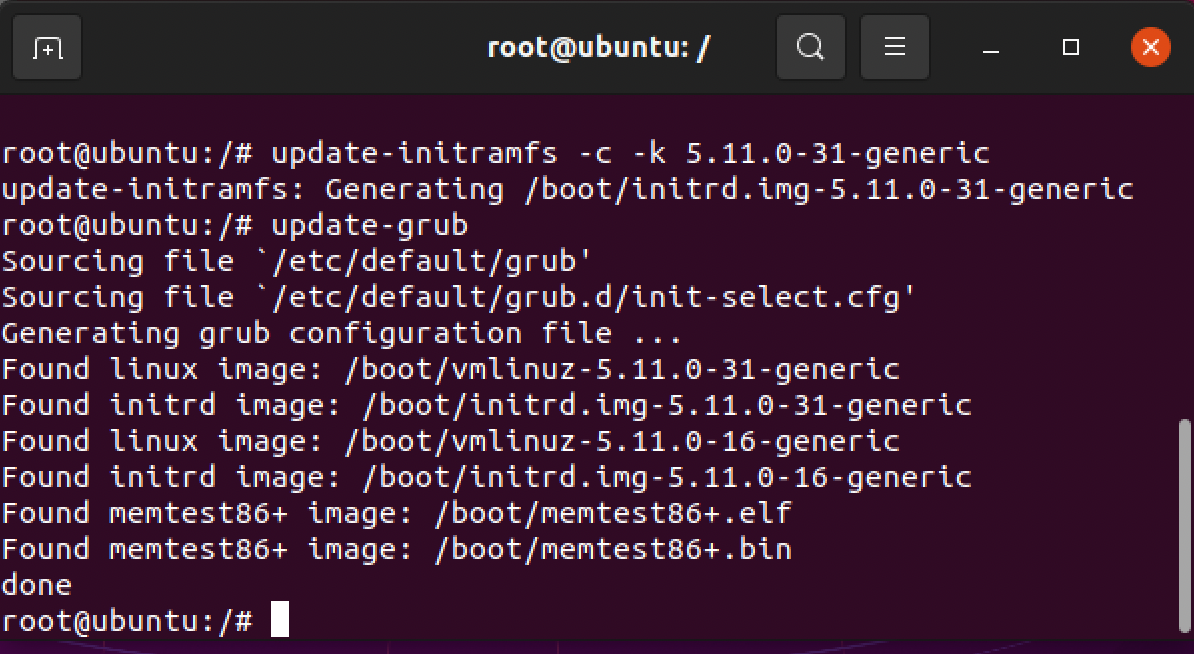 root@ubuntu: /
root@ubuntu:/# update-initramfs -c -k 5.11.0-31-generic
update-initramfs: Generating /boot/initrd.img-5.11.0-31-generic
root@ubuntu:/# update-grub
Sourcing file `/etc/default/grub'
Sourcing file `/etc/default/grub.d/init-select.cfg'
Generating grub configuration file ...
Found linux image: /boot/vmlinuz-5.11.0-31-generic
Found initrd image: /boot/initrd.img-5.11.0-31-generic
Found linux image: /boot/vmlinuz-5.11.0-16-generic
Found initrd image: /boot/initrd.img-5.11.0-16-generic
Found memtest86+ image: /boot/memtest86+.elf
Found memtest86+ image: /boot/memtest86+.bin
done
root@ubuntu:/#